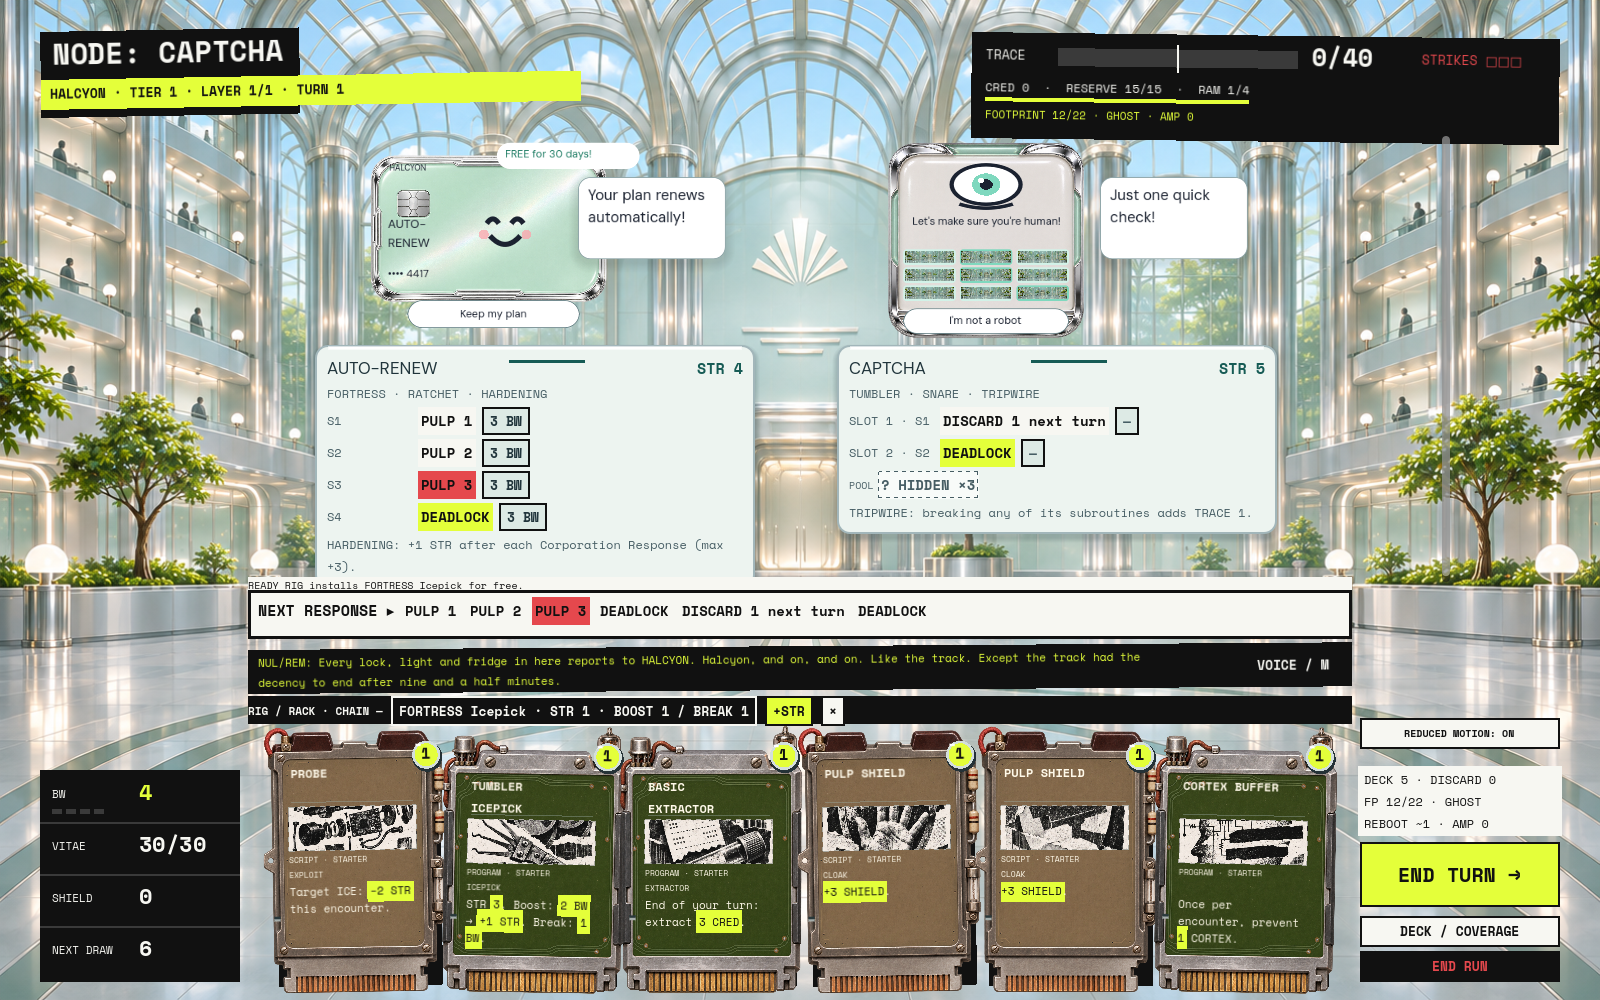 NODE: CAPTCHA
HALCYON · TIER 1 · LAYER 1/1 · TURN 1
TRACE
0/40
STRIKES □□□
CRED 0 · RESERVE 15/15 · RAM 1/4
FOOTPRINT 12/22 · GHOST · AMP 0
HALCYON
FREE for 30 days!
AUTO-
RENEW
•••• 4417
Keep my plan
Your plan renews
automatically!
Let's make sure you're human!
I'm not a robot
Just one quick
check!
AUTO-RENEW
STR 4
FORTRESS · RATCHET · HARDENING
S1 PULP 1 3 BW
S2 PULP 2 3 BW
S3 PULP 3 3 BW
S4 DEADLOCK 3 BW
HARDENING: +1 STR after each Corporation Response (max
+3).
CAPTCHA
STR 5
TUMBLER · SNARE · TRIPWIRE
SLOT 1 · S1 DISCARD 1 next turn —
SLOT 2 · S2 DEADLOCK —
POOL ? HIDDEN ×3
TRIPWIRE: breaking any of its subroutines adds TRACE 1.
READY RIG installs FORTRESS Icepick for free.
NEXT RESPONSE ▸ PULP 1 PULP 2 PULP 3 DEADLOCK DISCARD 1 next turn DEADLOCK
NUL/REM: Every lock, light and fridge in here reports to HALCYON. Halcyon, and on, and on. Like the track. Except the track had the
decency to end after nine and a half minutes.
VOICE / M
RIG / RACK · CHAIN —
FORTRESS Icepick · STR 1 · BOOST 1 / BREAK 1
+STR
×
BW 4
VITAE 30/30
SHIELD 0
NEXT DRAW 6
1
PROBE
SCRIPT · STARTER
EXPLOIT
Target ICE: -2 STR
this encounter.
1
TUMBLER
ICEPICK
PROGRAM · STARTER
ICEPICK
STR 3 Boost: 2 BW
→ +1 STR. Break: 1
BW.
1
BASIC
EXTRACTOR
PROGRAM · STARTER
EXTRACTOR
End of your turn:
extract 3 CRED.
1
PULP SHIELD
SCRIPT · STARTER
CLOAK
+3 SHIELD.
1
PULP SHIELD
SCRIPT · STARTER
CLOAK
+3 SHIELD.
1
CORTEX BUFFER
PROGRAM · STARTER
Once per
encounter, prevent
1 CORTEX.
REDUCED MOTION: ON
DECK 5 · DISCARD 0
FP 12/22 · GHOST
REBOOT ~1 · AMP 0
END TURN →
DECK / COVERAGE
END RUN